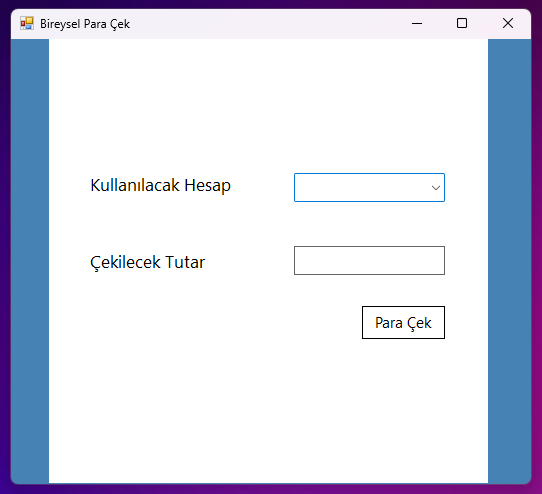 Bireysel Para Çek
Kullanılacak Hesap
Çekilecek Tutar
Para Çek